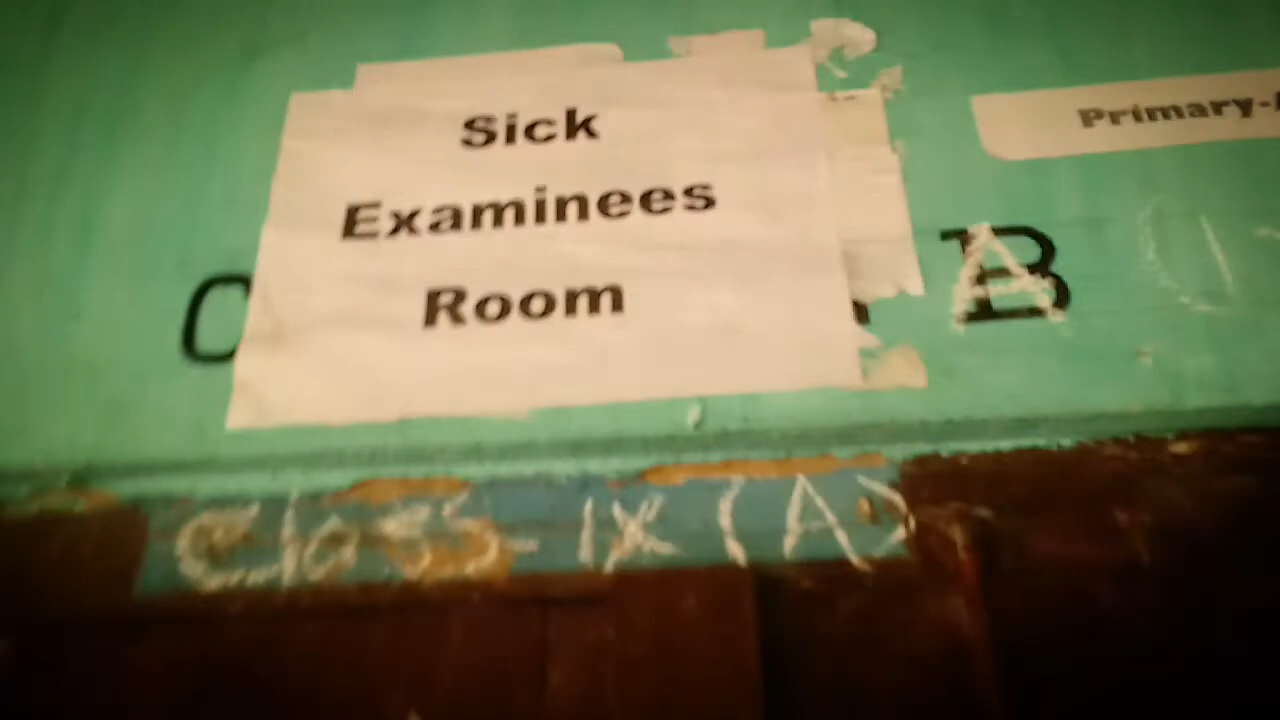 Sick
Examinees
Room
Primary-
C
B
A
Class-IX (A)